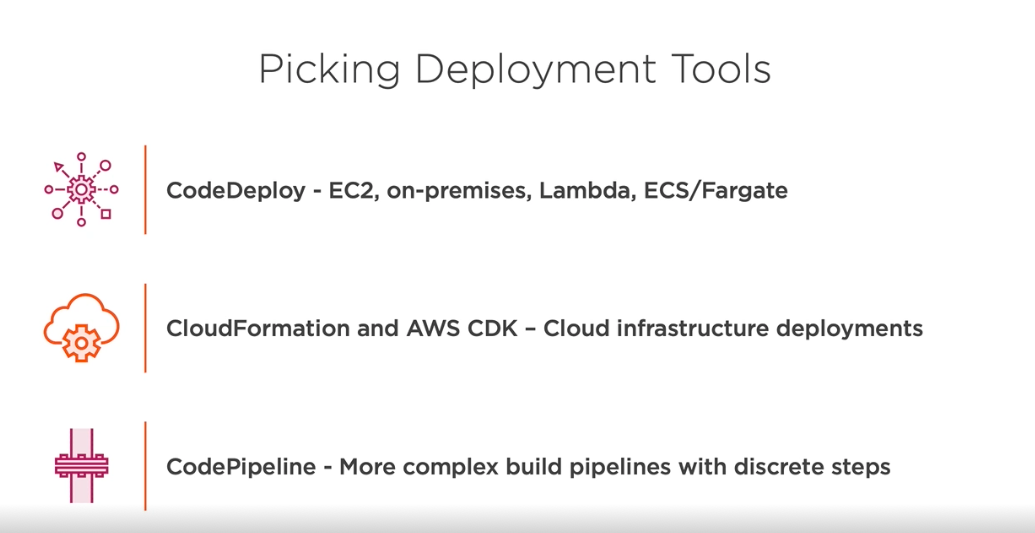 Picking Deployment Tools
CodeDeploy - EC2, on-premises, Lambda, ECS/Fargate
CloudFormation and AWS CDK – Cloud infrastructure deployments
CodePipeline - More complex build pipelines with discrete steps